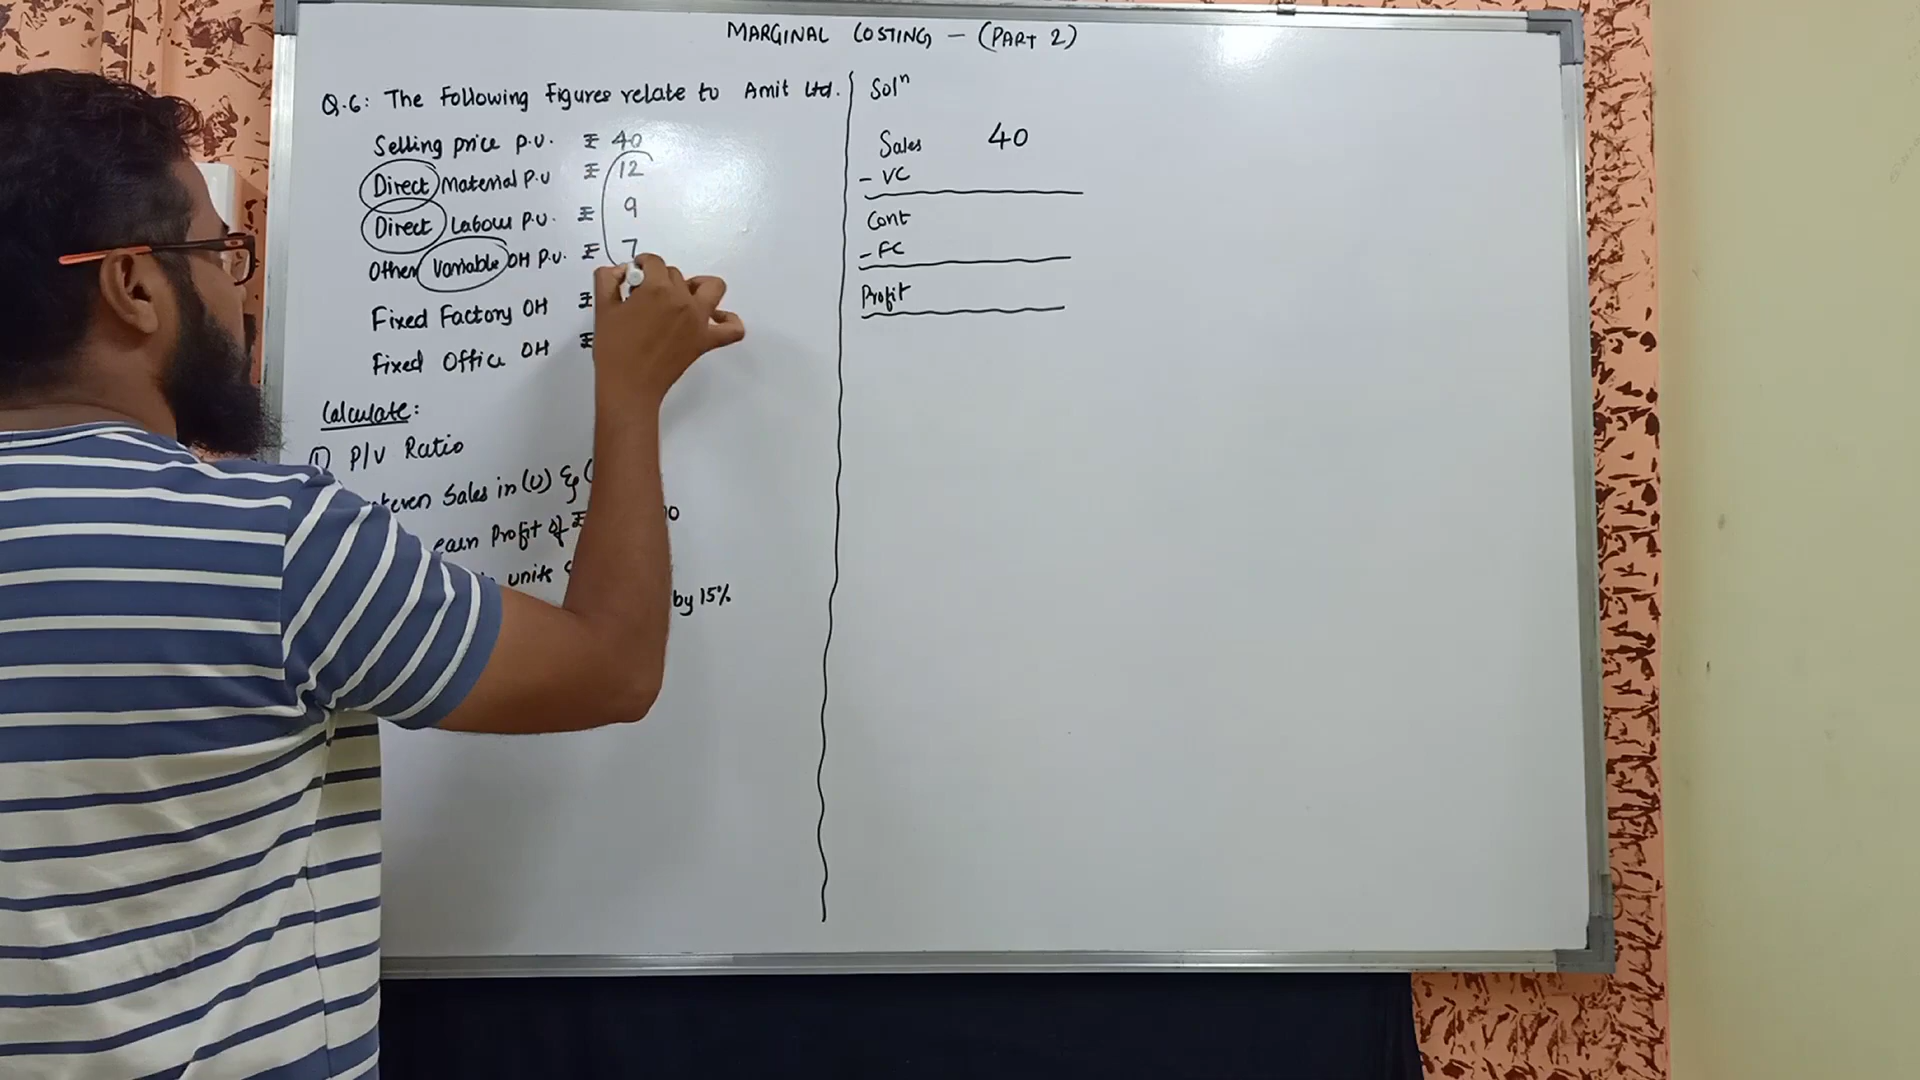 MARGINAL COSTING - (PART 2)
Q.6: The Following Figures relate to Amit Ltd.
Selling price p.u. ₹ 40
Direct Material P.U ₹ 12
Direct Labour P.U. ₹ 9
Other Variable OH P.U. ₹ 7
Fixed Factory OH ₹
Fixed Office OH ₹
Calculate:
① P/V Ratio
Sales in (U) & (
earn Profit of ₹
units
by 15%
Solⁿ
Sales 40
- VC
Cont
- FC
Profit